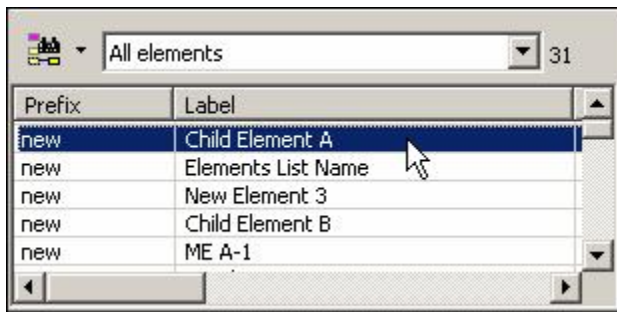 All elements 31
Prefix Label
new Child Element A
new Elements List Name
new New Element 3
new Child Element B
new ME A-1